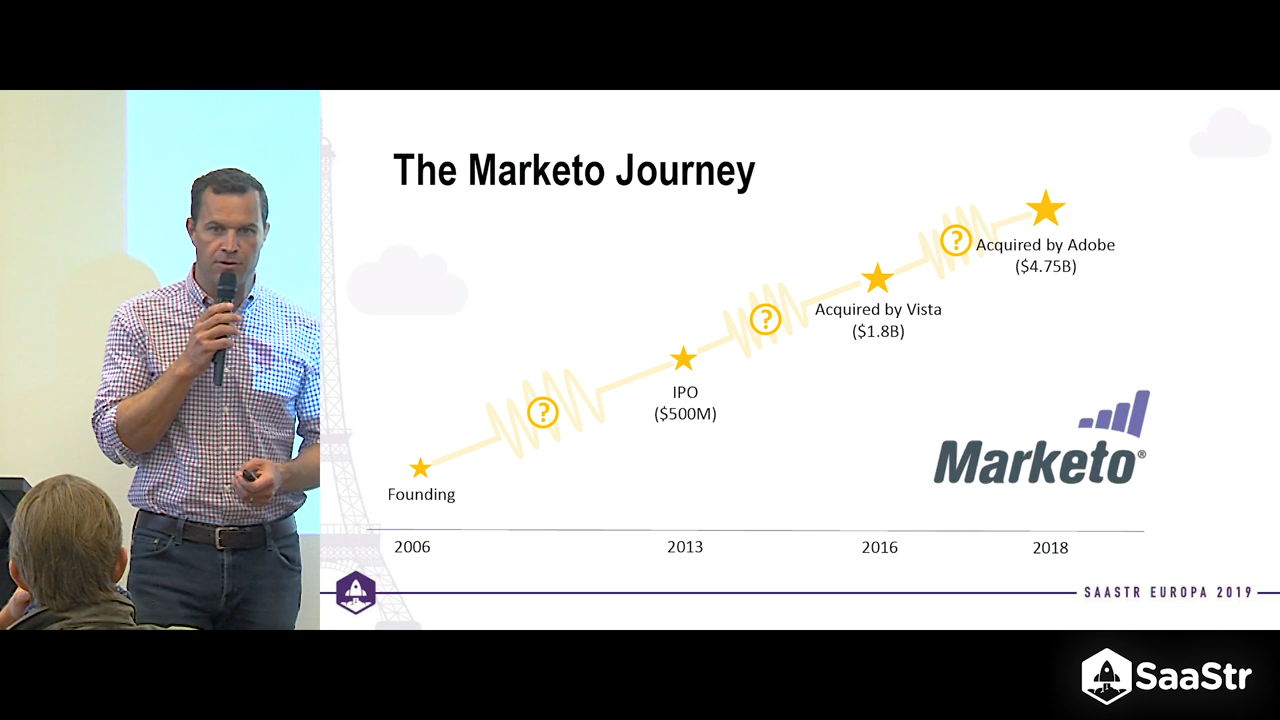 The Marketo Journey
?
Acquired by Adobe
($4.75B)
?
Acquired by Vista
($1.8B)
?
IPO
($500M)
Founding
Marketo®
2006 2013 2016 2018
SAASTR EUROPA 2019
SaaStr